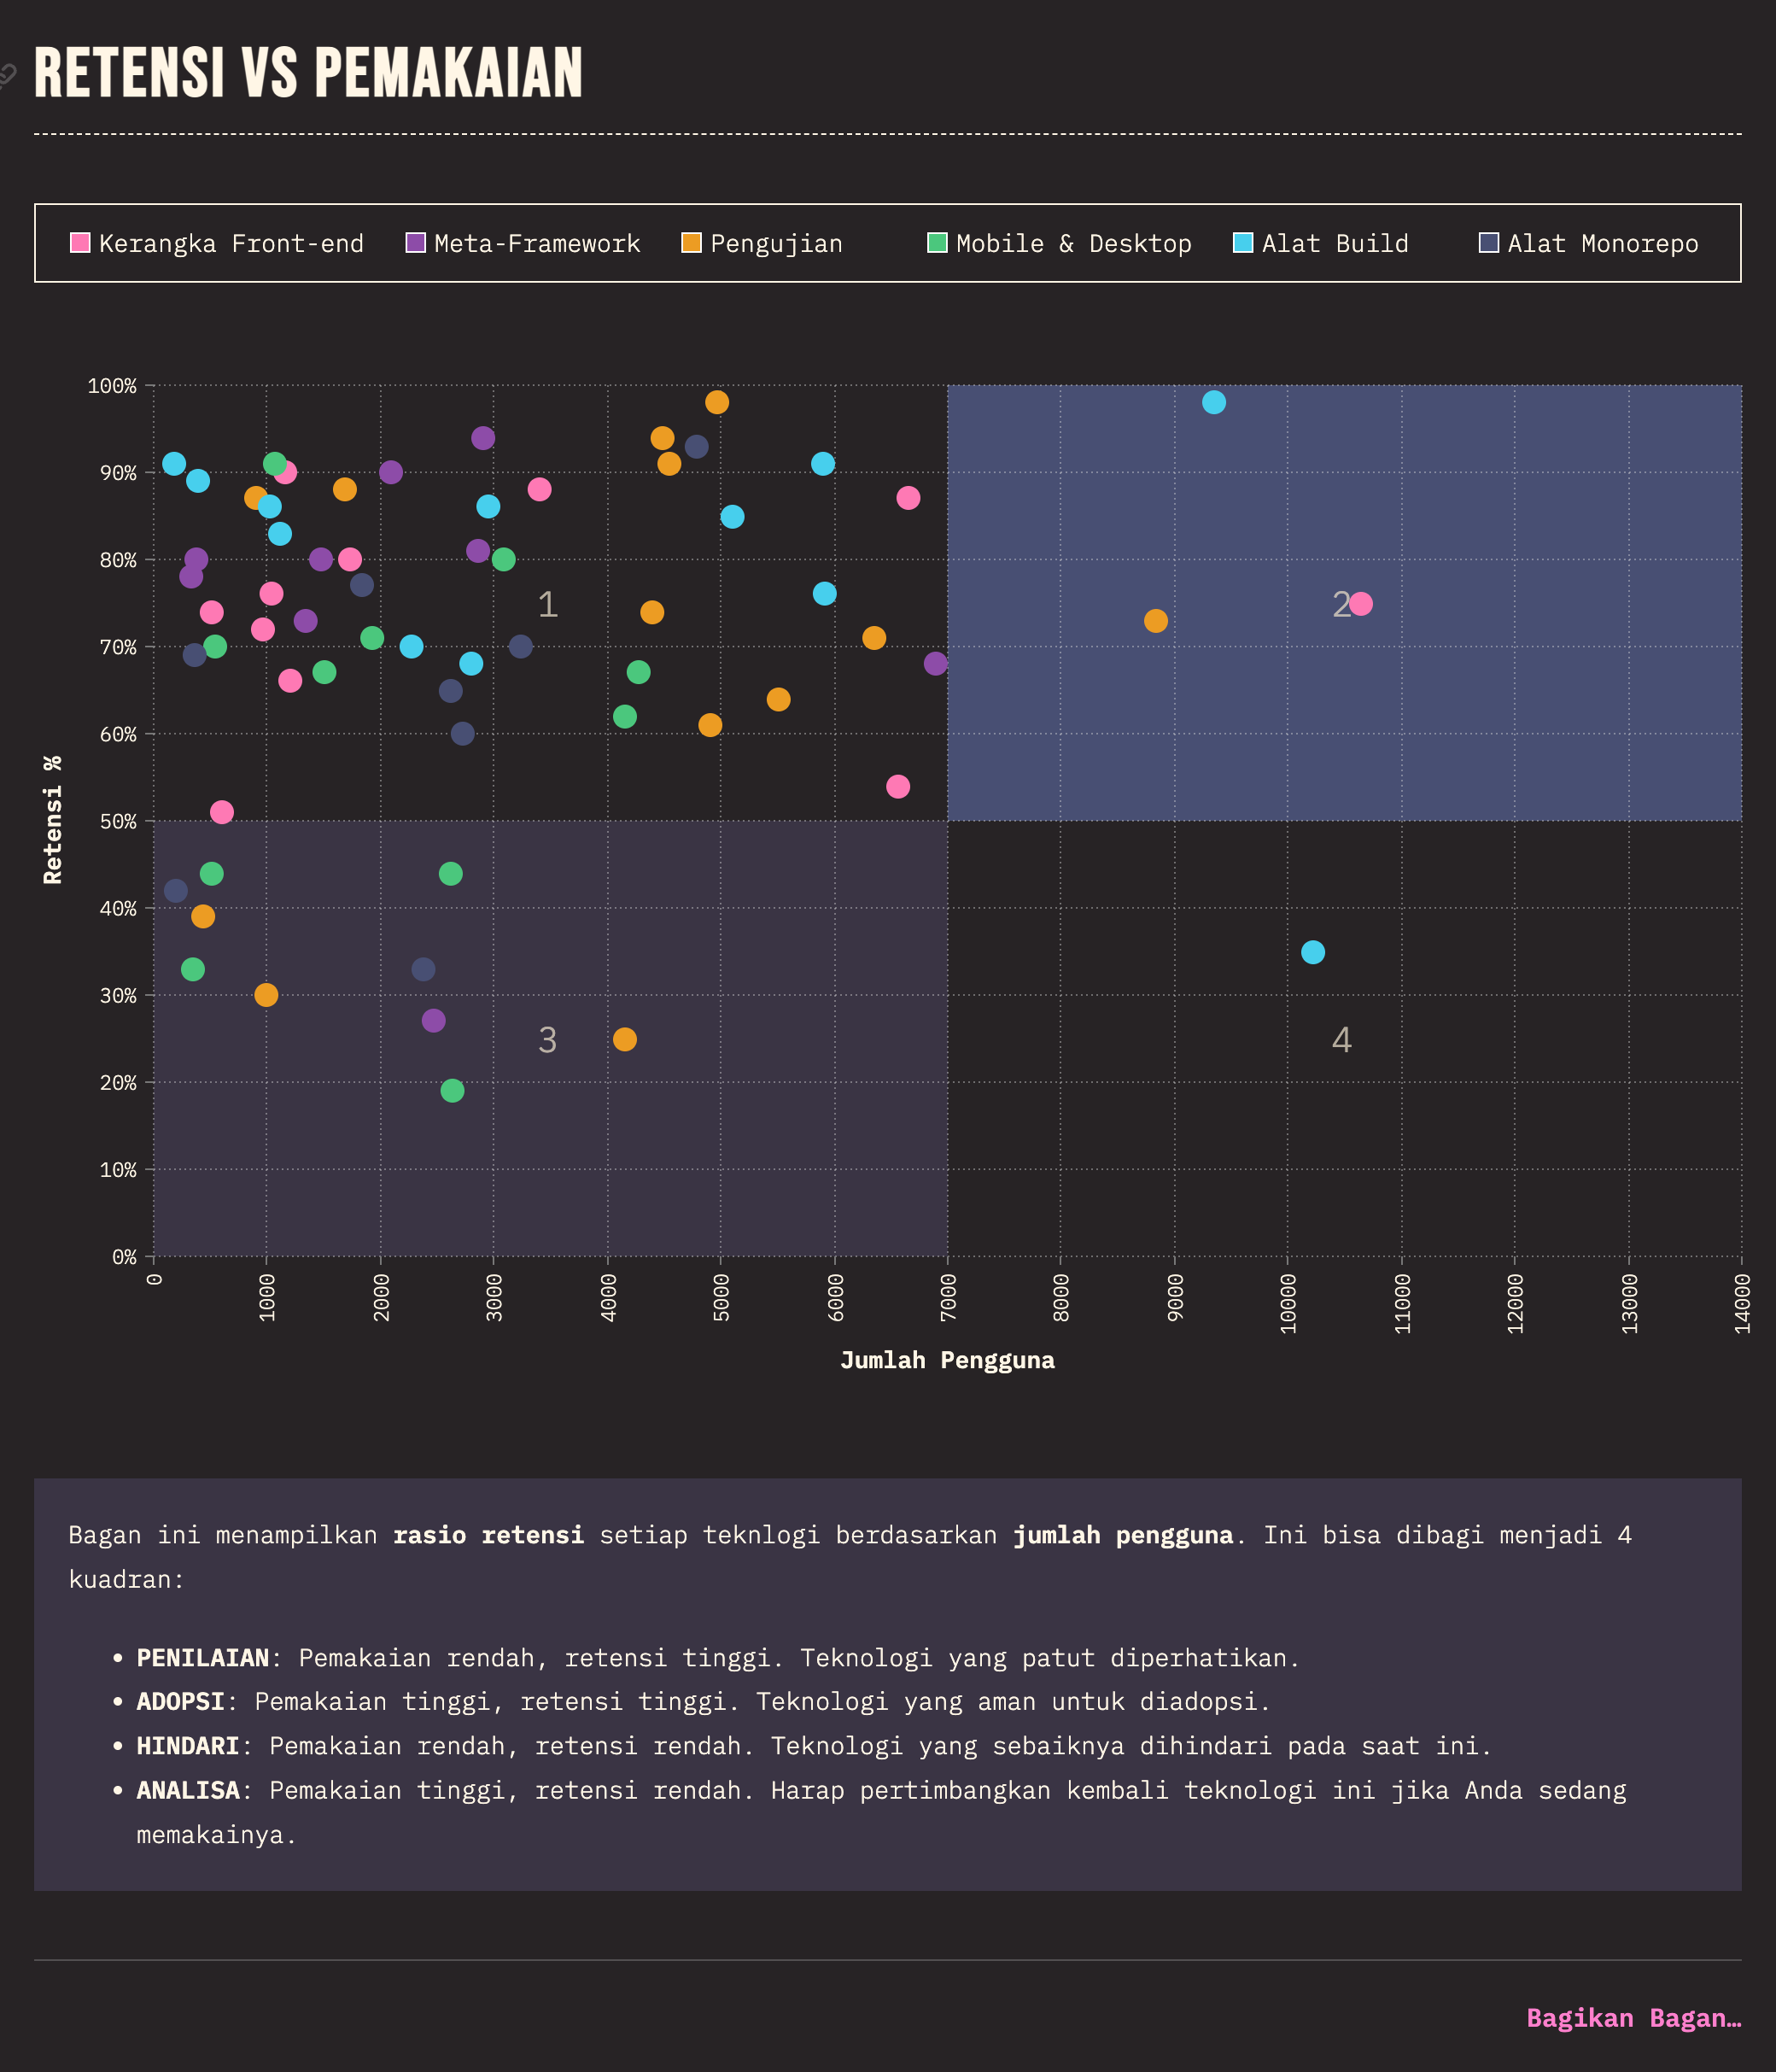 RETENSI VS PEMAKAIAN
Kerangka Front-end Meta-Framework Pengujian Mobile & Desktop Alat Build Alat Monorepo
100%
90%
80%
70%
60%
50%
40%
30%
20%
10%
0%
Retensi %
1
2
3
4
0 1000 2000 3000 4000 5000 6000 7000 8000 9000 10000 11000 12000 13000 14000
Jumlah Pengguna
Bagan ini menampilkan rasio retensi setiap teknlogi berdasarkan jumlah pengguna. Ini bisa dibagi menjadi 4
kuadran:
• PENILAIAN: Pemakaian rendah, retensi tinggi. Teknologi yang patut diperhatikan.
• ADOPSI: Pemakaian tinggi, retensi tinggi. Teknologi yang aman untuk diadopsi.
• HINDARI: Pemakaian rendah, retensi rendah. Teknologi yang sebaiknya dihindari pada saat ini.
• ANALISA: Pemakaian tinggi, retensi rendah. Harap pertimbangkan kembali teknologi ini jika Anda sedang
memakainya.
Bagikan Bagan…